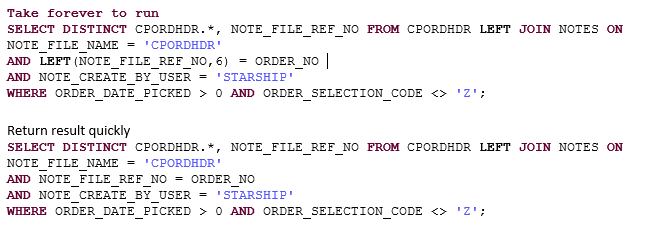 Take forever to run
SELECT DISTINCT CPORDHDR.*, NOTE_FILE_REF_NO FROM CPORDHDR LEFT JOIN NOTES ON
NOTE_FILE_NAME = 'CPORDHDR'
AND LEFT(NOTE_FILE_REF_NO,6) = ORDER_NO
AND NOTE_CREATE_BY_USER = 'STARSHIP'
WHERE ORDER_DATE_PICKED > 0 AND ORDER_SELECTION_CODE <> 'Z';
Return result quickly
SELECT DISTINCT CPORDHDR.*, NOTE_FILE_REF_NO FROM CPORDHDR LEFT JOIN NOTES ON
NOTE_FILE_NAME = 'CPORDHDR'
AND NOTE_FILE_REF_NO = ORDER_NO
AND NOTE_CREATE_BY_USER = 'STARSHIP'
WHERE ORDER_DATE_PICKED > 0 AND ORDER_SELECTION_CODE <> 'Z';